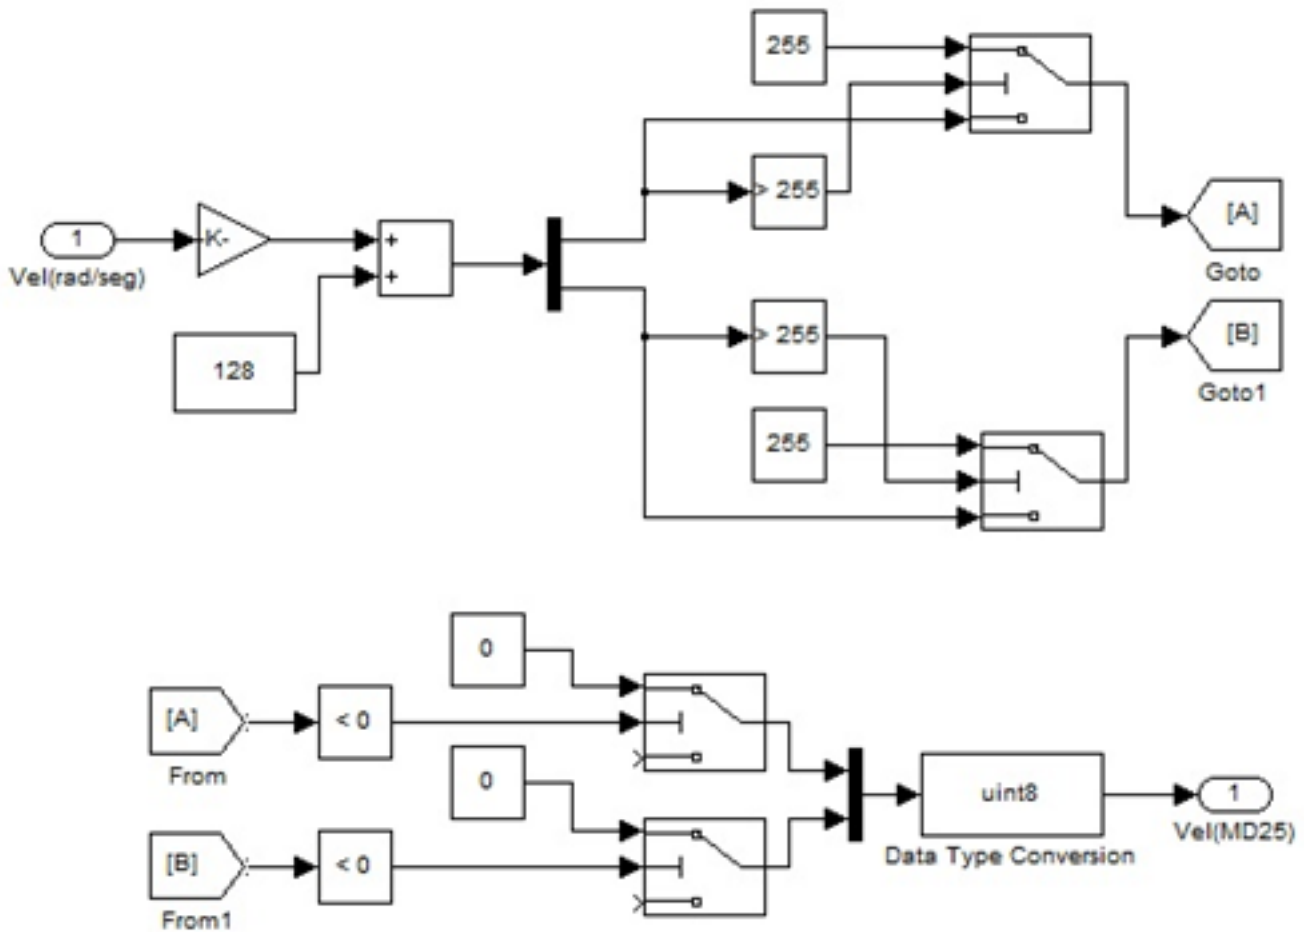 255
> 255
[A]
Goto
1
K-
+
+
Vel(rad/seg)
128
> 255
[B]
Goto1
255
0
[A]
< 0
From
0
uint8
1
Vel(MD25)
Data Type Conversion
[B]
< 0
From1